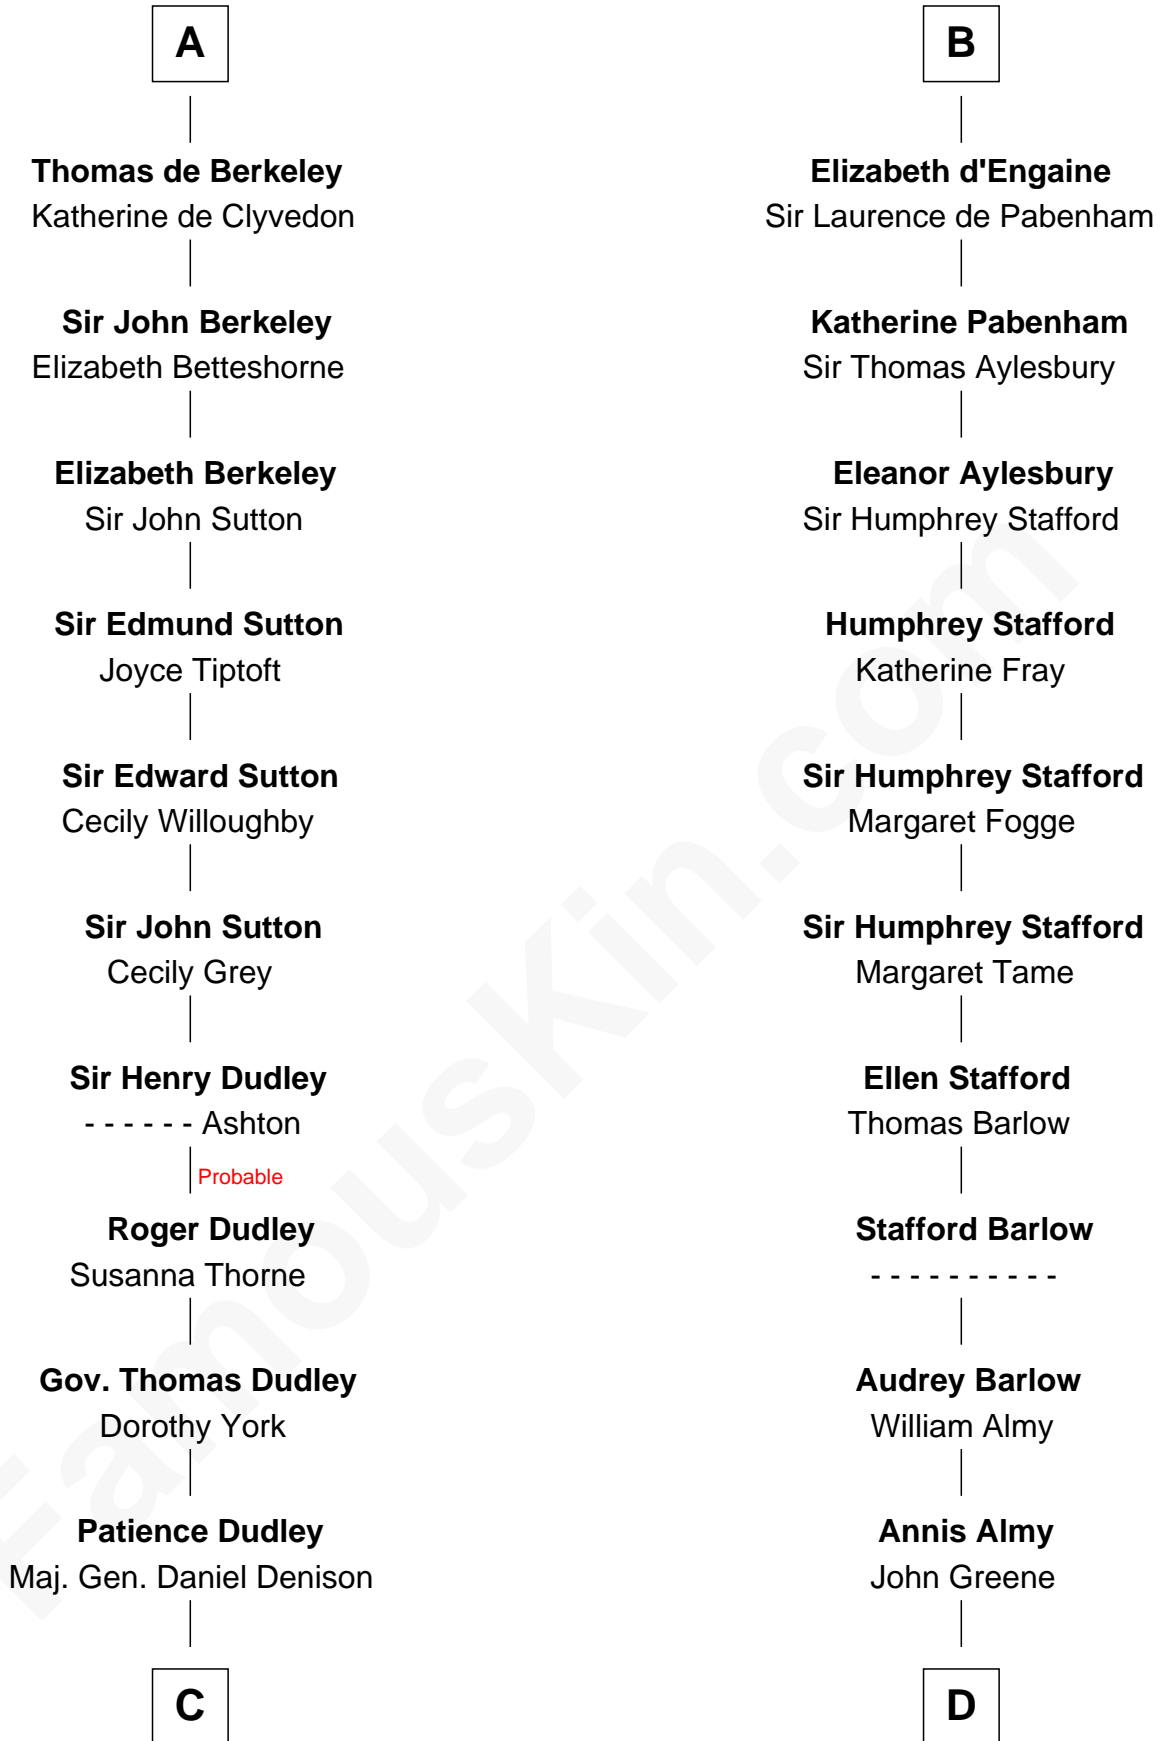 A
Thomas de Berkeley
Katherine de Clyvedon
Sir John Berkeley
Elizabeth Betteshorne
Elizabeth Berkeley
Sir John Sutton
Sir Edmund Sutton
Joyce Tiptoft
Sir Edward Sutton
Cecily Willoughby
Sir John Sutton
Cecily Grey
Sir Henry Dudley
- - - - - - Ashton
Probable
Roger Dudley
Susanna Thorne
Gov. Thomas Dudley
Dorothy York
Patience Dudley
Maj. Gen. Daniel Denison
C
B
Elizabeth d'Engaine
Sir Laurence de Pabenham
Katherine Pabenham
Sir Thomas Aylesbury
Eleanor Aylesbury
Sir Humphrey Stafford
Humphrey Stafford
Katherine Fray
Sir Humphrey Stafford
Margaret Fogge
Sir Humphrey Stafford
Margaret Tame
Ellen Stafford
Thomas Barlow
Stafford Barlow
- - - - - - - - - -
Audrey Barlow
William Almy
Annis Almy
John Greene
D
FamousKin.com